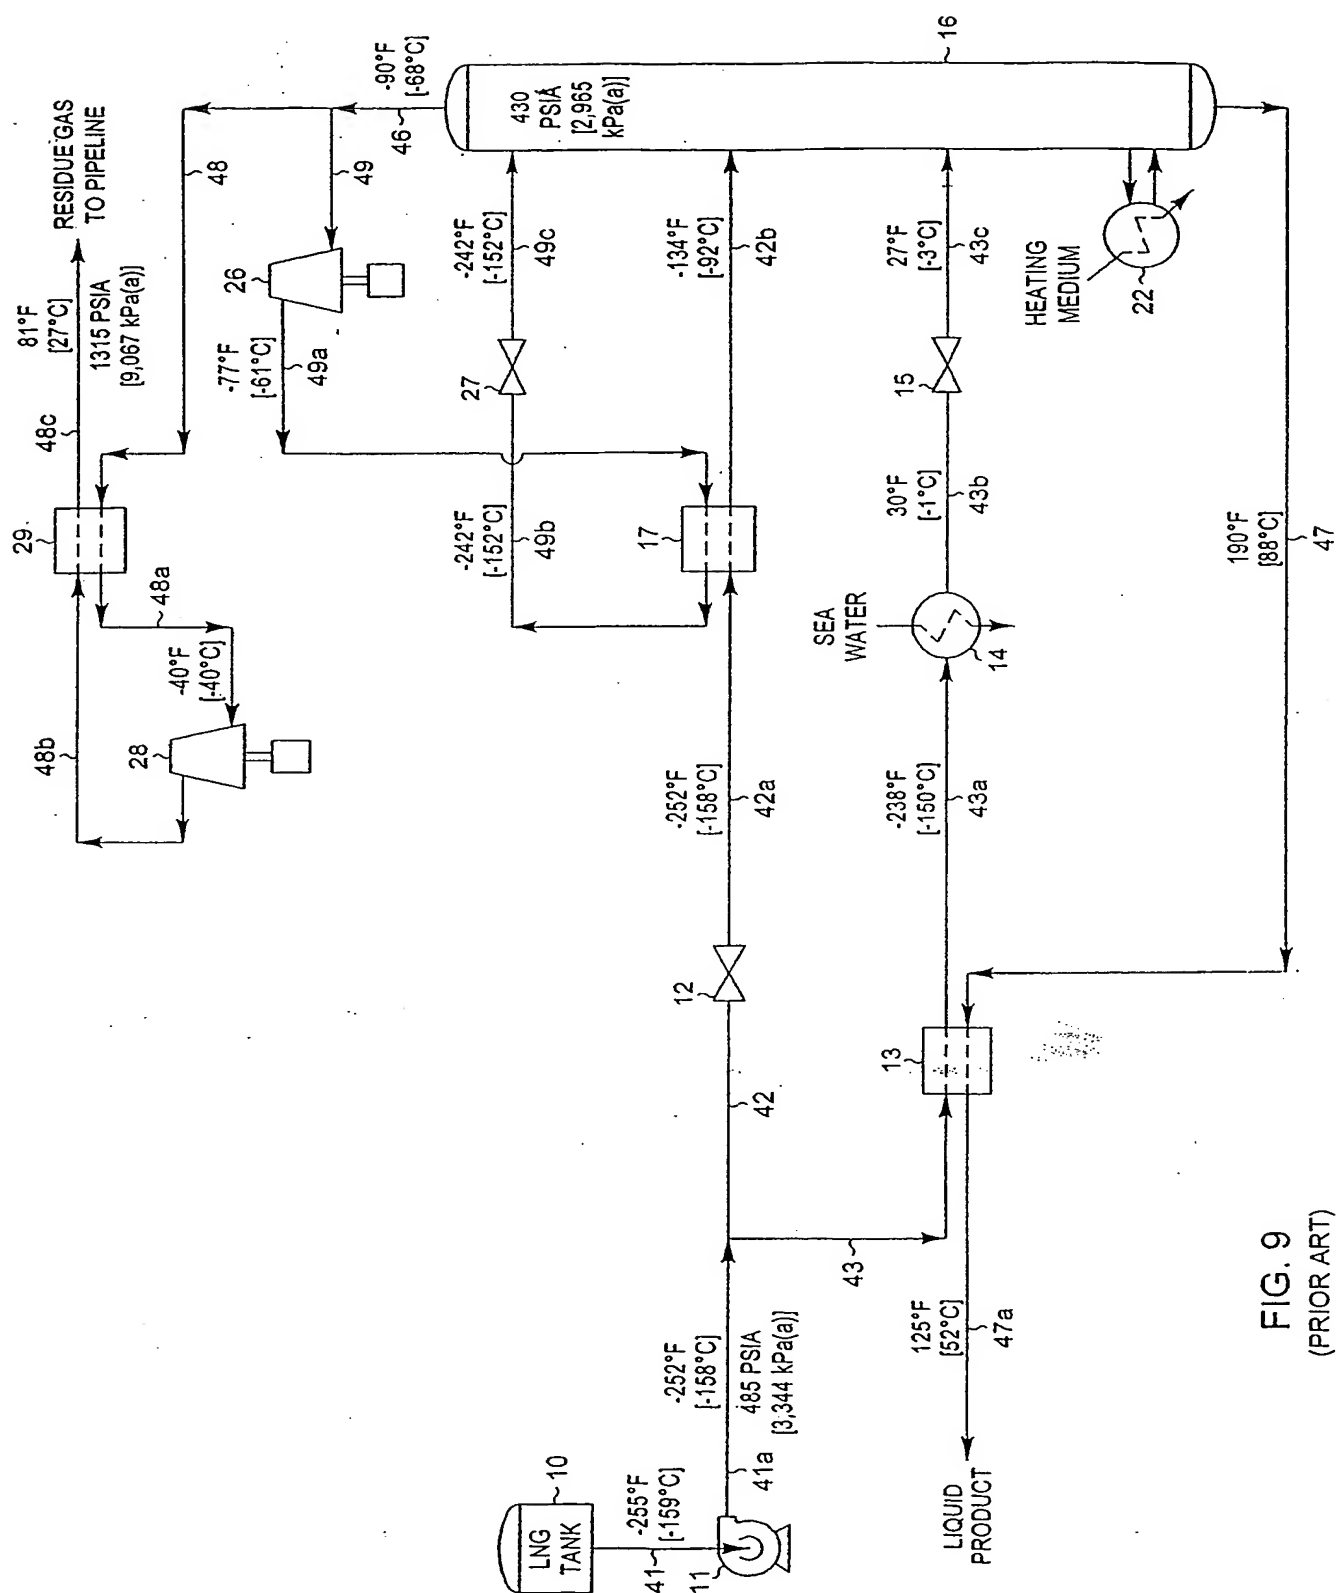 LNG
TANK
10
-255°F
[-159°C]
41
11
41a
-252°F
[-158°C]
485 PSIA
[3,344 kPa(a)]
42
43
12
-252°F
[-158°C]
42a
17
-134°F
[-92°C]
42b
13
-238°F
[-150°C]
43a
SEA
WATER
14
30°F
[-1°C]
43b
15
27°F
[-3°C]
43c
HEATING
MEDIUM
22
16
430
PSIA
[2,965
kPa(a)]
-90°F
[-68°C]
46
48
49
26
-77°F
[-61°C]
49a
-242°F
[-152°C]
49b
27
-242°F
[-152°C]
49c
29
48a
-40°F
[-40°C]
28
48b
48c
81°F
[27°C]
1315 PSIA
[9,067 kPa(a)]
RESIDUE GAS
TO PIPELINE
190°F
[88°C]
47
125°F
[52°C]
47a
LIQUID
PRODUCT
FIG. 9
(PRIOR ART)